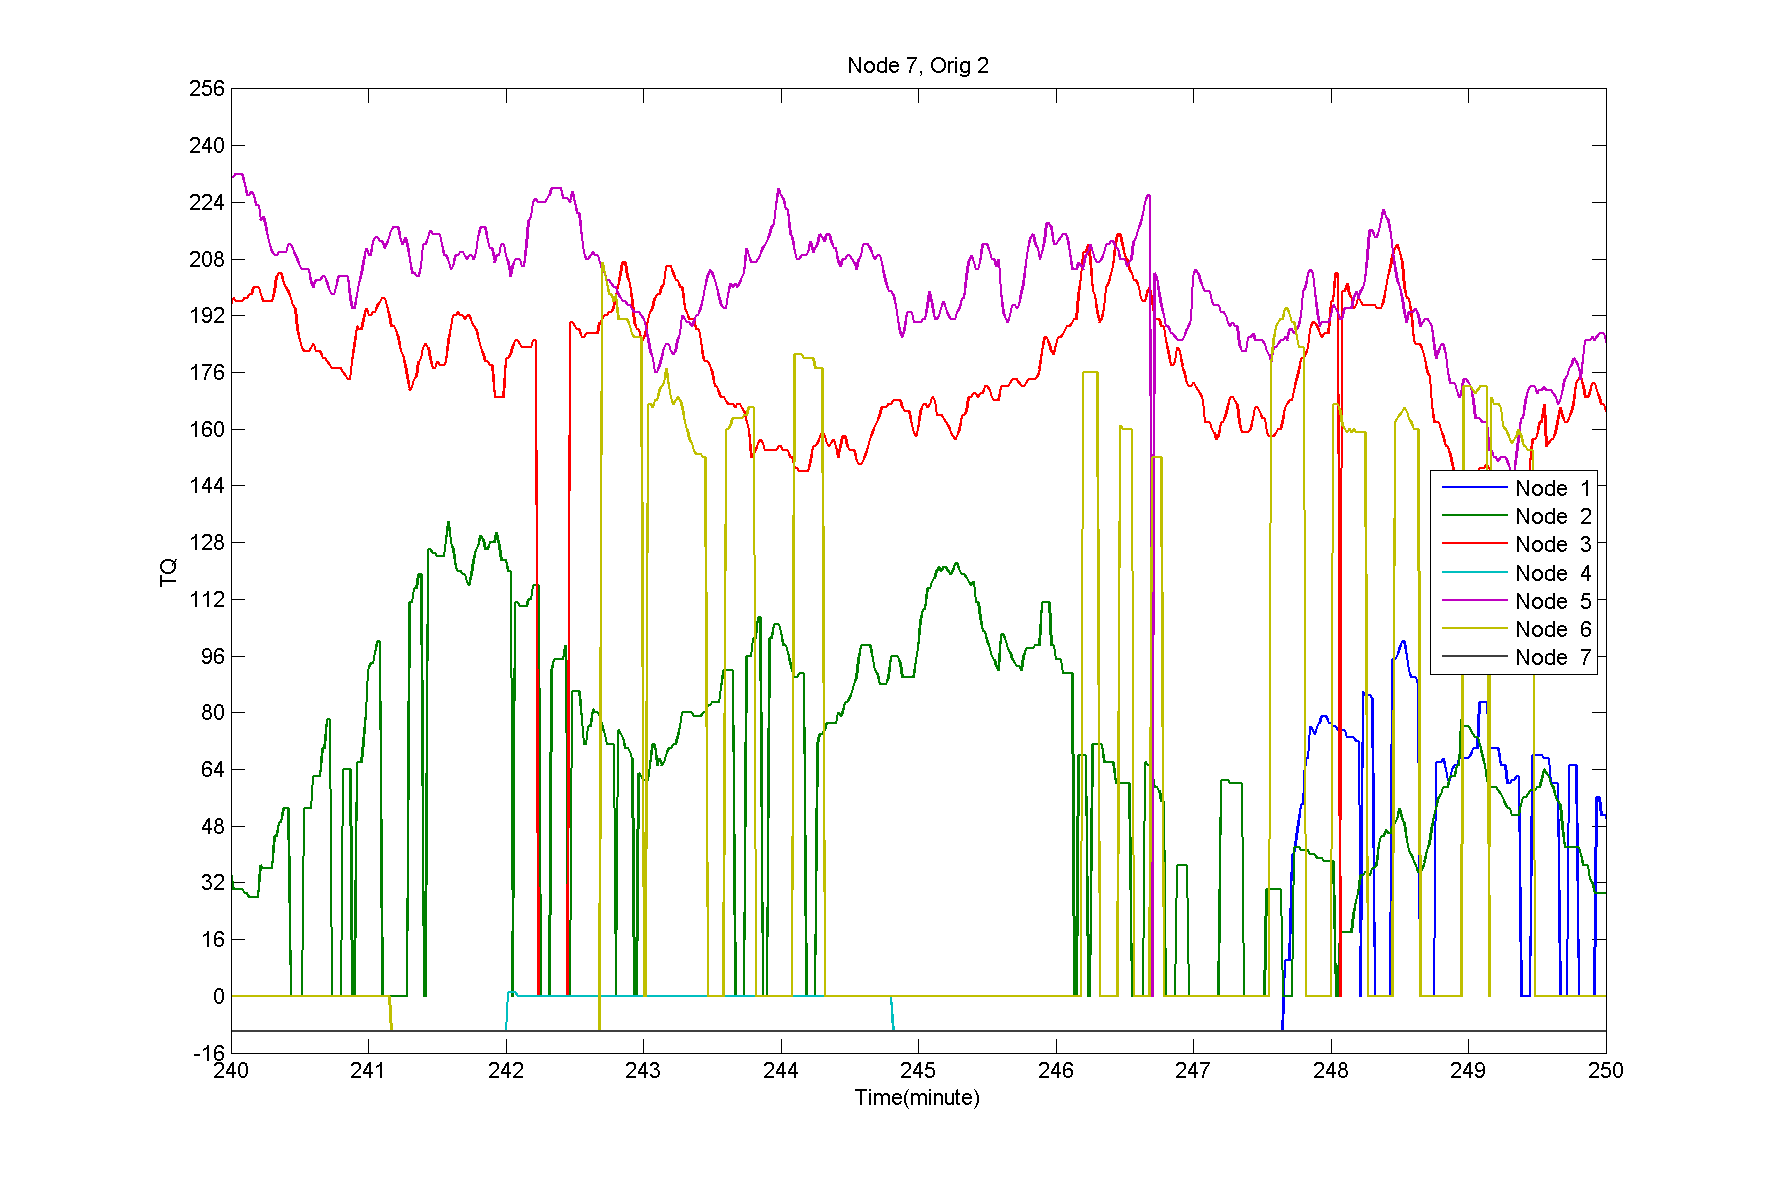 Node 7, Orig 2
256
240
224
208
192
176
160
144
128
112
96
80
64
48
32
16
0
-16
TQ
Node 1
Node 2
Node 3
Node 4
Node 5
Node 6
Node 7
240 241 242 243 244 245 246 247 248 249 250
Time(minute)